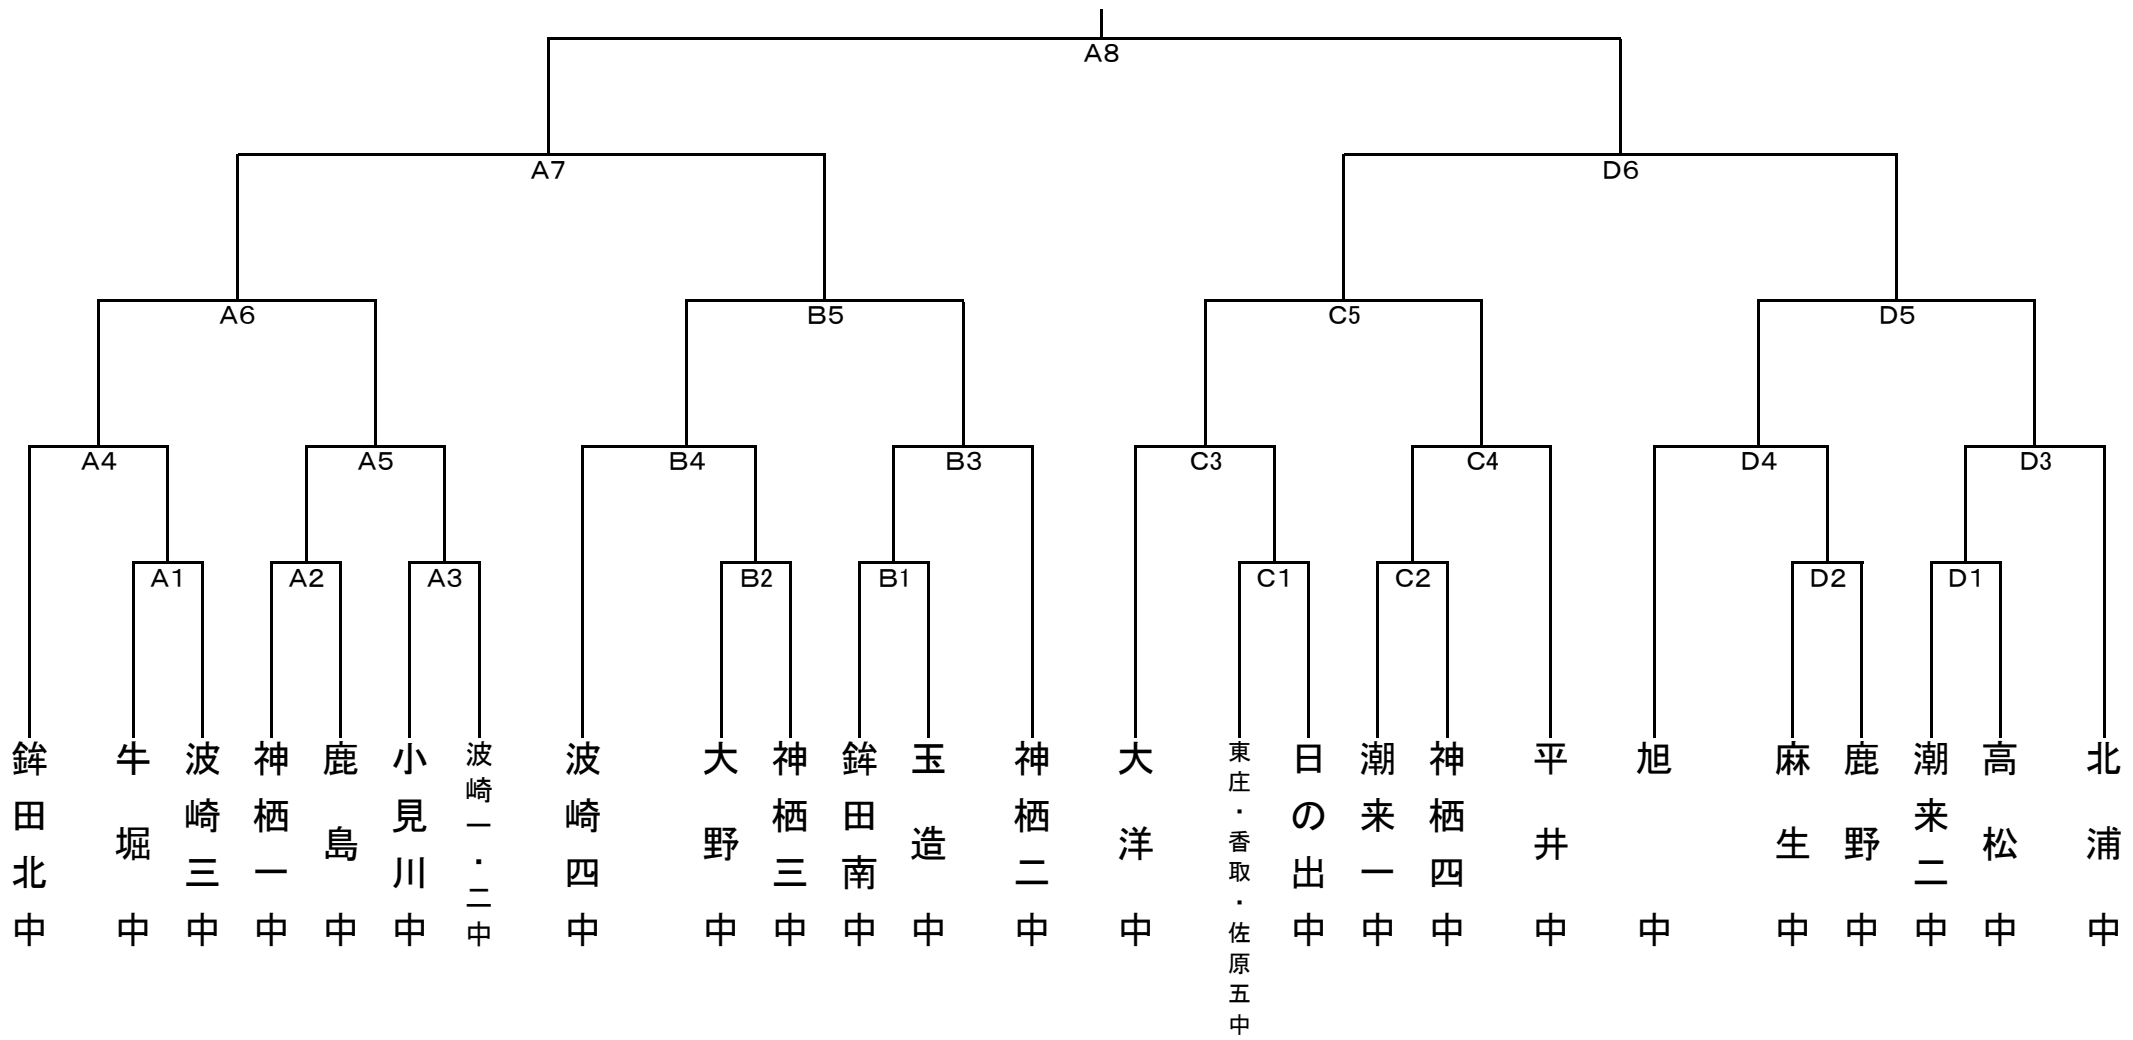 A8
A7
D6
A6
B5
C5
D5
A4
A5
B4
B3
C3
C4
D4
D3
A1
A2
A3
B2
B1
C1
C2
D2
D1
鉾田北中
牛堀中
波崎三中
神栖一中
鹿島中
小見川中
波崎一・二中
波崎四中
大野中
神栖三中
鉾田南中
玉造中
神栖二中
大洋中
東庄・香取・佐原五中
日の出中
潮来一中
神栖四中
平井中
旭中
麻生中
鹿野中
潮来二中
高松中
北浦中